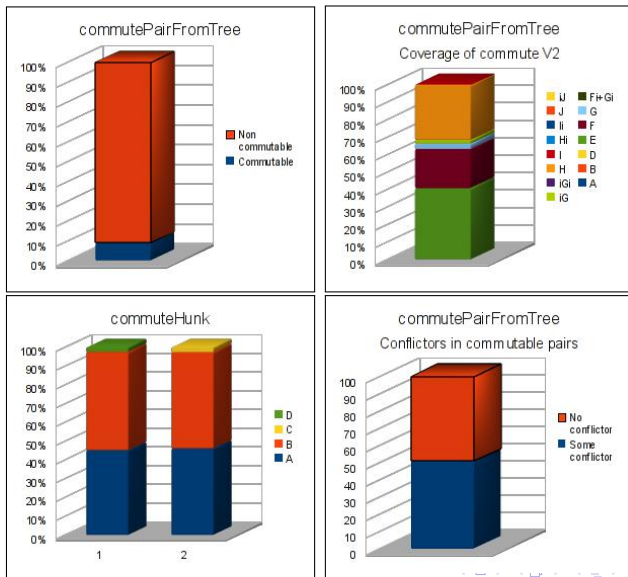 commutePairFromTree
100%
90%
80%
70%
60%
50%
40%
30%
20%
10%
0%
Non
commutable
Commutable
commutePairFromTree
Coverage of commute V2
100%
90%
80%
70%
60%
50%
40%
30%
20%
10%
0%
iJ Fi+Gi
J G
Ii F
Hi E
I D
H B
iGi A
iG
commuteHunk
100%
90%
80%
70%
60%
50%
40%
30%
20%
10%
0%
1 2
D
C
B
A
commutePairFromTree
Conflictors in commutable pairs
100
90
80
70
60
50
40
30
20
10
0
No
conflictor
Some
conflictor